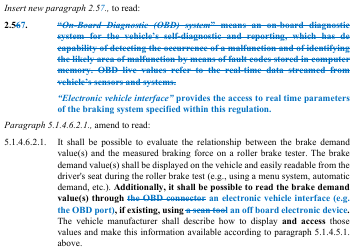 Insert new paragraph 2.57., to read:
2.567. "On-Board Diagnostic (OBD) system" means an on-board diagnostic
system for the vehicle's self-diagnostic and reporting, which has de
capability of detecting the occurrence of a malfunction and of identifying
the likely area of malfunction by means of fault codes stored in computer
memory. OBD live values refer to the real-time data streamed from
vehicle's sensors and systems.
"Electronic vehicle interface" provides the access to real time parameters
of the braking system specified within this regulation.
Paragraph 5.1.4.6.2.1., amend to read:
5.1.4.6.2.1. It shall be possible to evaluate the relationship between the brake demand
value(s) and the measured braking force on a roller brake tester. The brake
demand value(s) shall be displayed on the vehicle and easily readable from the
driver's seat during the roller brake test (e.g., using a menu system, automatic
demand, etc.). Additionally, it shall be possible to read the brake demand
value(s) through the OBD connector an electronic vehicle interface (e.g.
the OBD port), if existing, using a scan tool an off board electronic device.
The vehicle manufacturer shall describe how to display and access those
values and make this information available according to paragraph 5.1.4.5.1.
above.